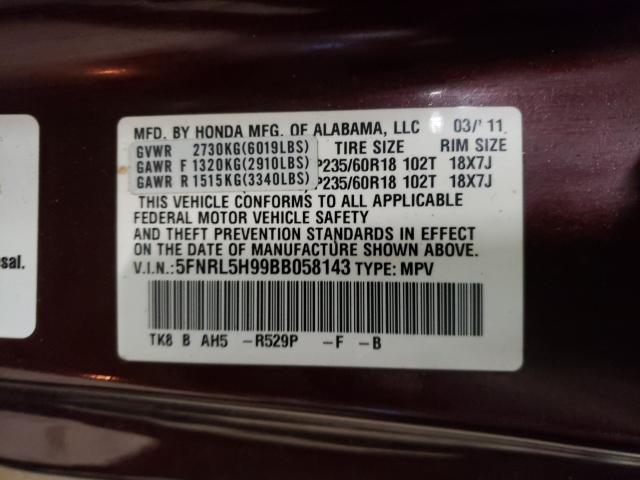 MFD. BY HONDA MFG. OF ALABAMA, LLC 03/'11
GVWR 2730KG(6019LBS) TIRE SIZE RIM SIZE
GAWR F 1320KG(2910LBS) P235/60R18 102T 18X7J
GAWR R 1515KG(3340LBS) P235/60R18 102T 18X7J
THIS VEHICLE CONFORMS TO ALL APPLICABLE
FEDERAL MOTOR VEHICLE SAFETY
AND THEFT PREVENTION STANDARDS IN EFFECT
ON THE DATE OF MANUFACTURE SHOWN ABOVE.
sal.
V.I.N.:5FNRL5H99BB058143 TYPE: MPV
TK8 B AH5 -R529P -F -B